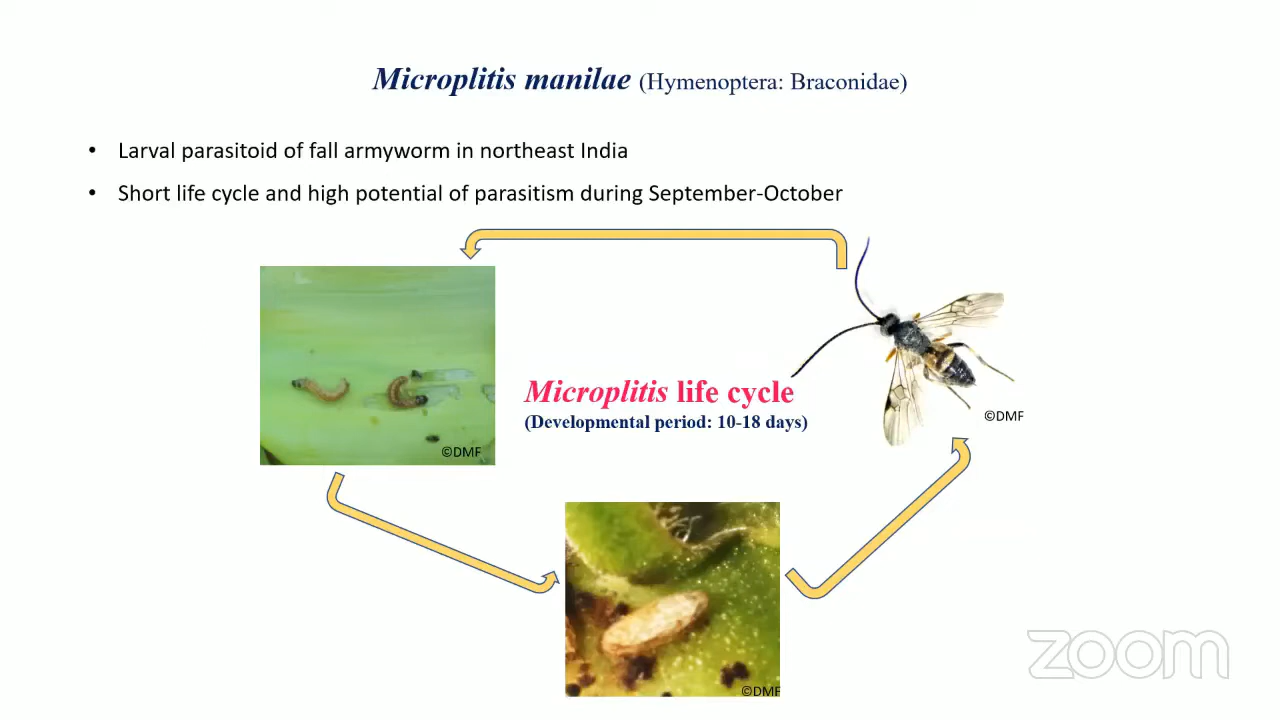 Microplitis manilae (Hymenoptera: Braconidae)
• Larval parasitoid of fall armyworm in northeast India
• Short life cycle and high potential of parasitism during September-October
Microplitis life cycle
(Developmental period: 10-18 days)
©DMF
©DMF
©DMF
zoom